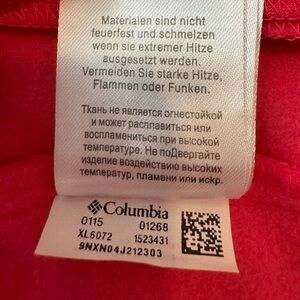 Materialen sind nicht
feuerfest und schmelzen
wenn sie extremer Hitze
ausgesetzt werden.
Vermeiden Sie starke Hitze,
Flammen oder Funken.
Ткань не является огнестойкой
и может расплавиться или
воспламениться при высокой
температуре. Не поДвергайте
изделие воздействию высоких
температур, пламени или искр.
Columbia
0115 01268
XL6072 1523431
9NXN04J212303